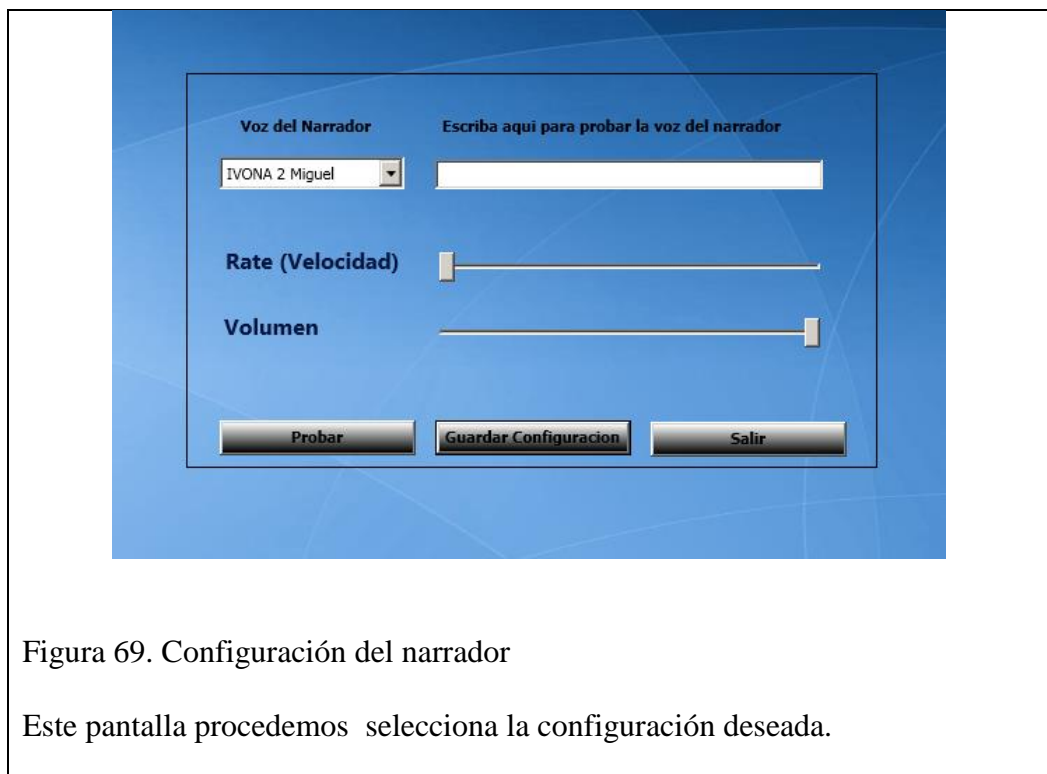 Voz del Narrador Escriba aqui para probar la voz del narrador
IVONA 2 Miguel
Rate (Velocidad)
Volumen
Probar Guardar Configuracion Salir
Figura 69. Configuración del narrador
Este pantalla procedemos selecciona la configuración deseada.